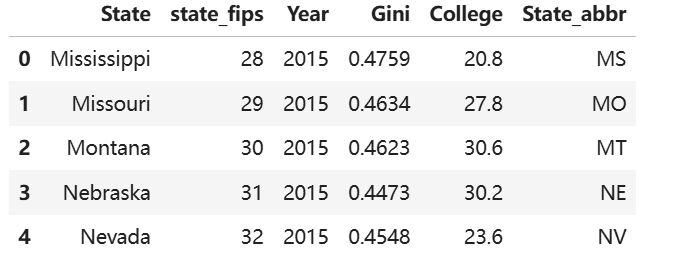 State state_fips Year Gini College State_abbr
0 Mississippi 28 2015 0.4759 20.8 MS
1 Missouri 29 2015 0.4634 27.8 MO
2 Montana 30 2015 0.4623 30.6 MT
3 Nebraska 31 2015 0.4473 30.2 NE
4 Nevada 32 2015 0.4548 23.6 NV